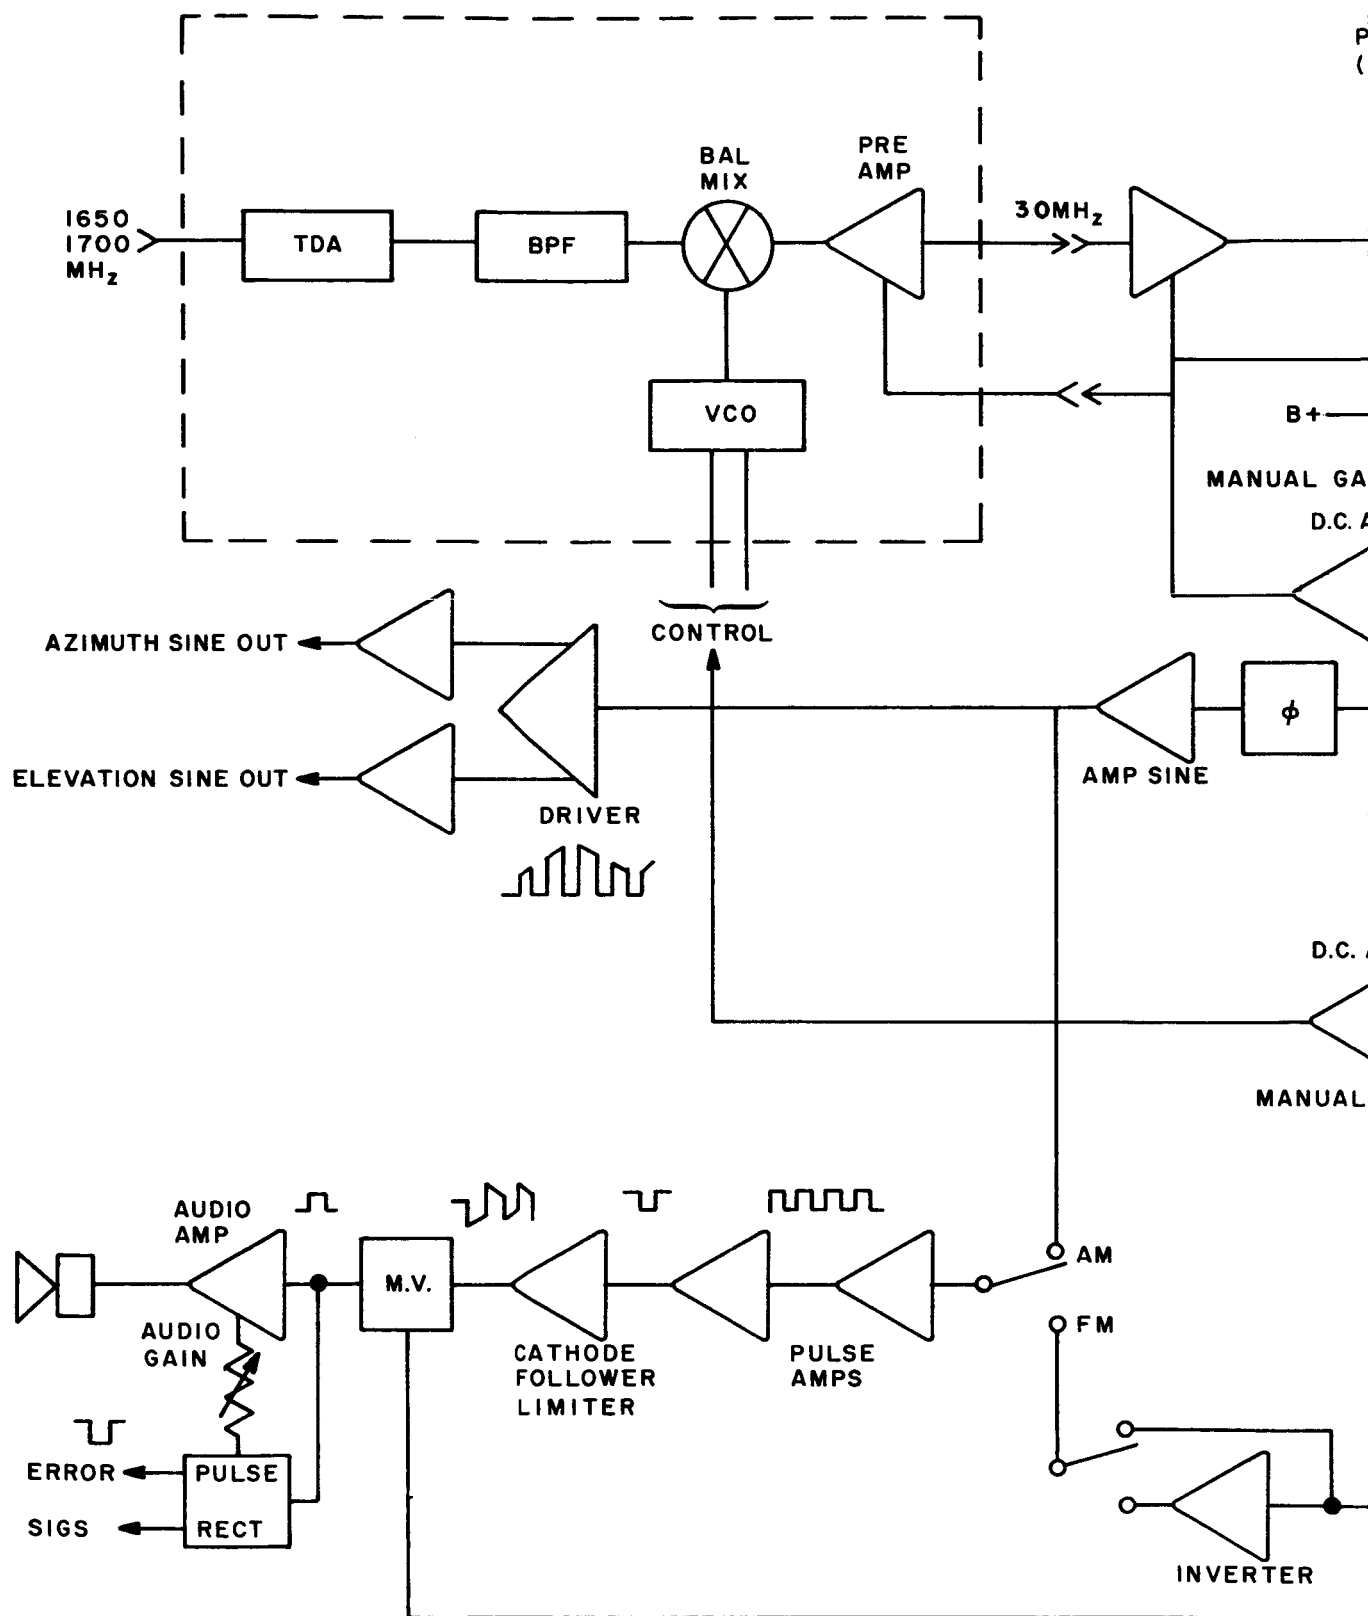 P
(
BAL
MIX
PRE
AMP
1650
1700
MHz
TDA
BPF
30MHz
VCO
B+
MANUAL GA
D.C. A
CONTROL
AZIMUTH SINE OUT
ELEVATION SINE OUT
DRIVER
AMP SINE
ϕ
D.C. A
MANUAL
AUDIO
AMP
M.V.
AM
FM
AUDIO
GAIN
CATHODE
FOLLOWER
LIMITER
PULSE
AMPS
ERROR
SIGS
PULSE
RECT
INVERTER